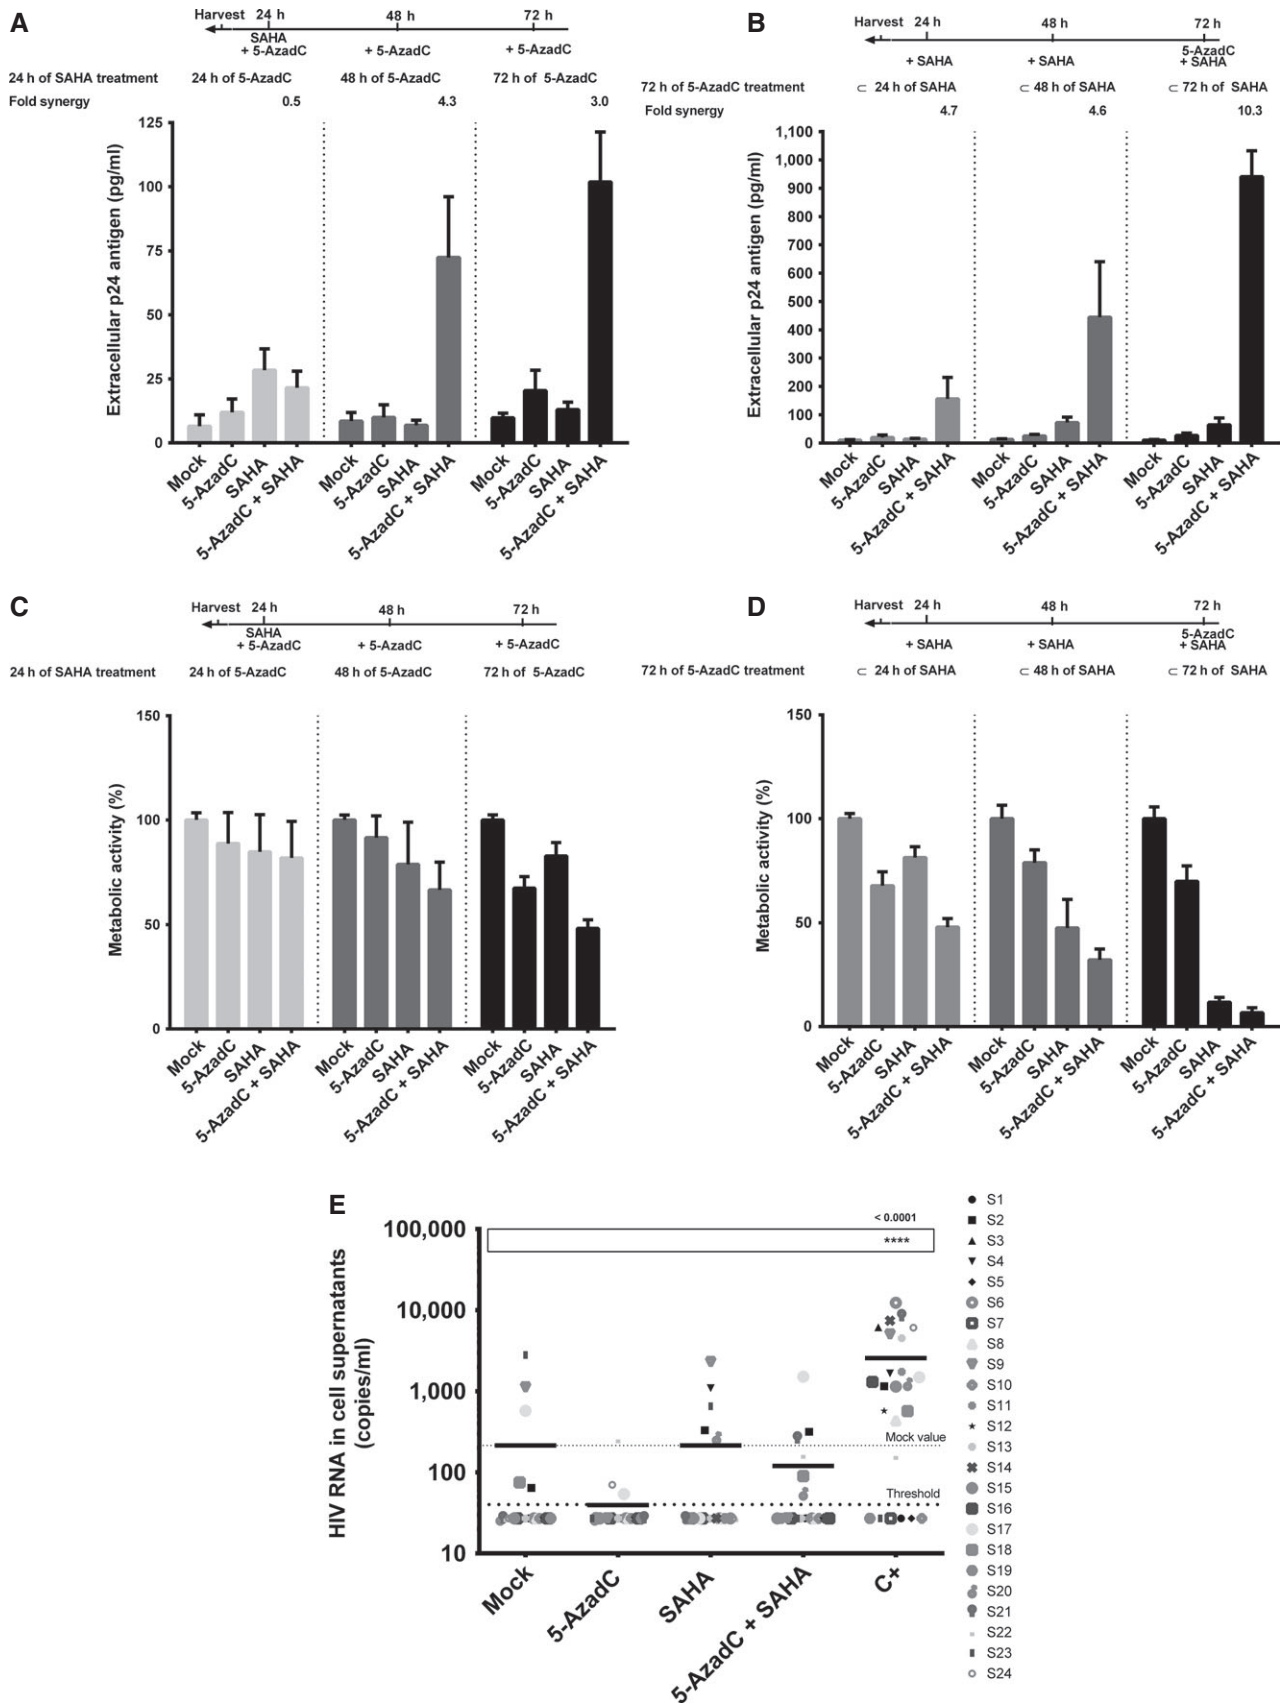 A
Harvest 24 h 48 h 72 h
SAHA
+ 5-AzadC + 5-AzadC + 5-AzadC
24 h of SAHA treatment 24 h of 5-AzadC 48 h of 5-AzadC 72 h of 5-AzadC
Fold synergy 0.5 4.3 3.0
Extracellular p24 antigen (pg/ml)
125
100
75
50
25
0
Mock 5-AzadC SAHA 5-AzadC + SAHA Mock 5-AzadC SAHA 5-AzadC + SAHA Mock 5-AzadC SAHA 5-AzadC + SAHA
B
Harvest 24 h 48 h 72 h
5-AzadC
+ SAHA + SAHA + SAHA
72 h of 5-AzadC treatment ⊂ 24 h of SAHA ⊂ 48 h of SAHA ⊂ 72 h of SAHA
Fold synergy 4.7 4.6 10.3
Extracellular p24 antigen (pg/ml)
1,100
1,000
900
800
700
600
500
400
300
200
100
0
Mock 5-AzadC SAHA 5-AzadC + SAHA Mock 5-AzadC SAHA 5-AzadC + SAHA Mock 5-AzadC SAHA 5-AzadC + SAHA
C
Harvest 24 h 48 h 72 h
SAHA
+ 5-AzadC + 5-AzadC + 5-AzadC
24 h of SAHA treatment 24 h of 5-AzadC 48 h of 5-AzadC 72 h of 5-AzadC
Metabolic activity (%)
150
100
50
0
Mock 5-AzadC SAHA 5-AzadC + SAHA Mock 5-AzadC SAHA 5-AzadC + SAHA Mock 5-AzadC SAHA 5-AzadC + SAHA
D
Harvest 24 h 48 h 72 h
5-AzadC
+ SAHA + SAHA + SAHA
72 h of 5-AzadC treatment ⊂ 24 h of SAHA ⊂ 48 h of SAHA ⊂ 72 h of SAHA
Metabolic activity (%)
150
100
50
0
Mock 5-AzadC SAHA 5-AzadC + SAHA Mock 5-AzadC SAHA 5-AzadC + SAHA Mock 5-AzadC SAHA 5-AzadC + SAHA
E
HIV RNA in cell supernatants
(copies/ml)
100,000
10,000
1,000
100
10
< 0.0001
****
Mock value
Threshold
Mock 5-AzadC SAHA 5-AzadC + SAHA C+
S1
S2
S3
S4
S5
S6
S7
S8
S9
S10
S11
S12
S13
S14
S15
S16
S17
S18
S19
S20
S21
S22
S23
S24